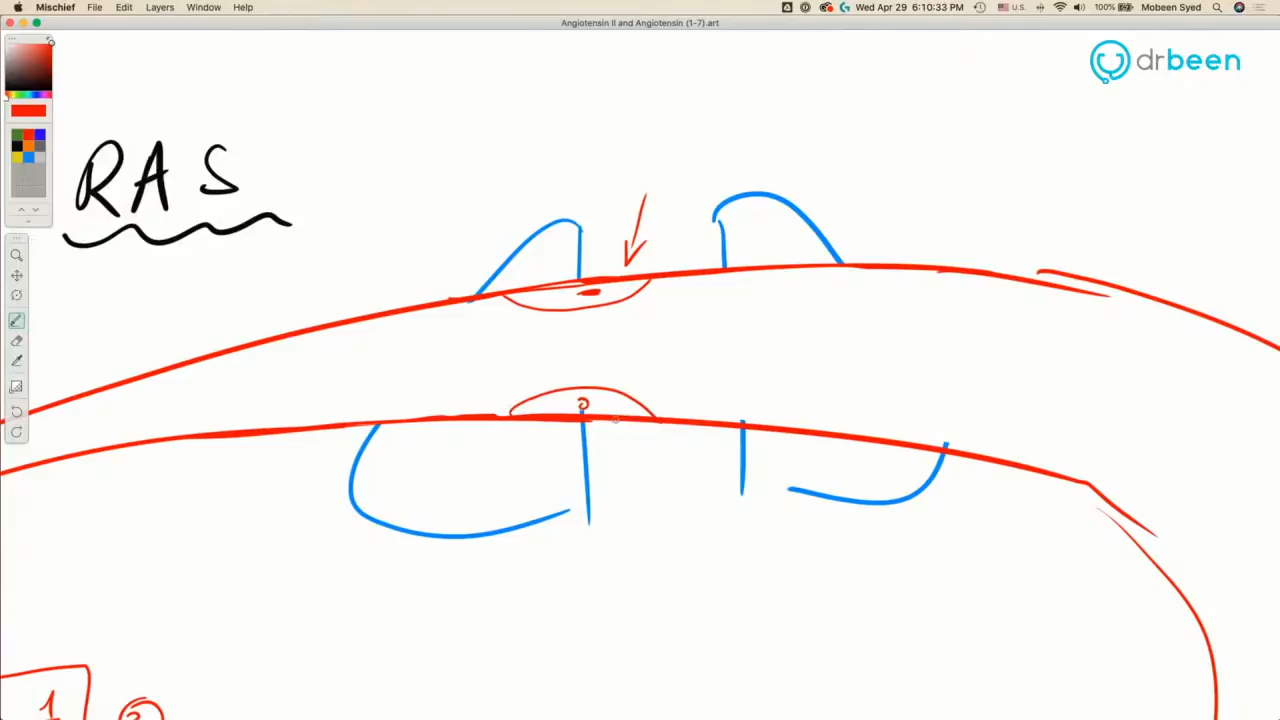 Mischief File Edit Layers Window Help
Wed Apr 29 6:10:33 PM U.S. 100% Mobeen Syed
Angiotensin II and Angiotensin (1-7).art
drbeen
RAS
1
2